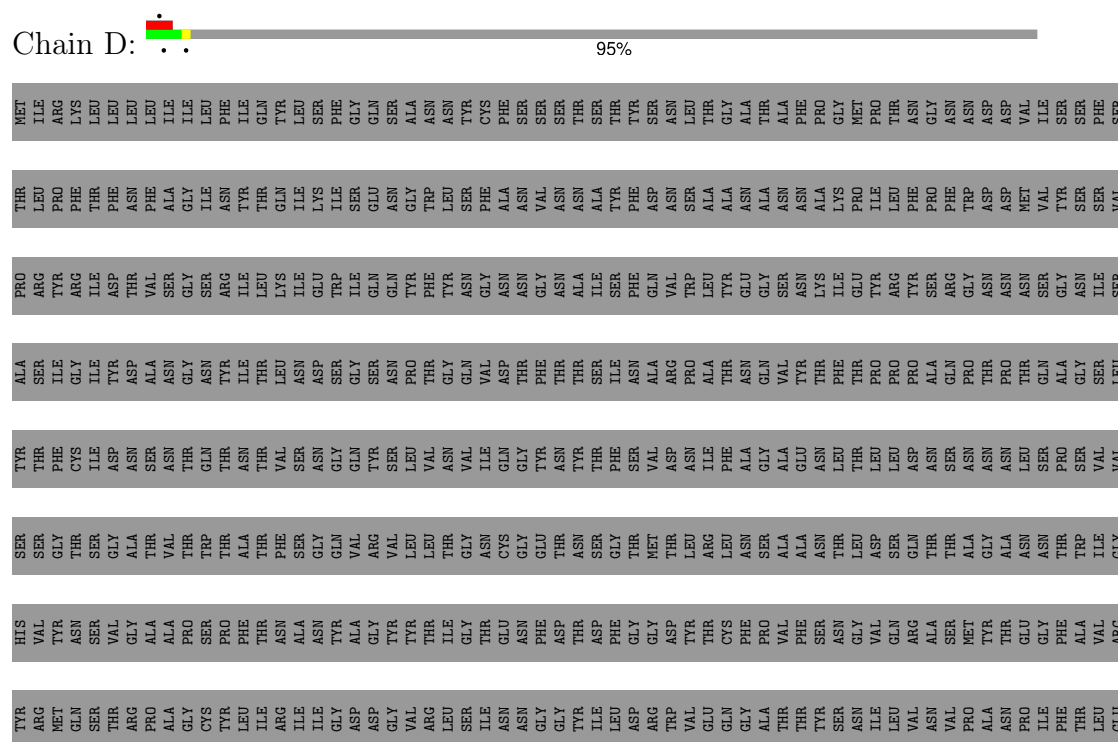 Chain D:
95%
MET ILE ARG LYS LEU LEU LEU LEU ILE ILE LEU PHE ILE GLN TYR LEU SER PHE GLY GLN SER ALA ASN ASN TYR CYS PHE SER SER SER THR SER THR TYR SER ASN LEU THR GLY ALA THR ALA PHE PRO GLY MET PRO THR ASN GLY ASN ASN ASP ASP VAL ILE SER SER PHE
THR LEU PRO PHE THR PHE ASN PHE ALA GLY ILE ASN TYR THR GLN ILE LYS ILE SER GLU ASN GLY TRP LEU SER PHE ALA ASN VAL ASN ASN ALA TYR PHE ASP ASN SER ALA ALA ASN ALA ASN ASN ALA LYS PRO ILE LEU PHE PRO PHE TRP ASP ASP MET VAL TYR SER SER
PRO ARG TYR ARG ILE ASP THR VAL SER GLY SER ARG ILE LEU LYS ILE GLU TRP ILE GLN GLN TYR PHE TYR ASN GLY ASN ASN GLY ASN ALA ILE SER PHE GLN VAL TRP LEU TYR GLU GLY SER ASN LYS ILE GLU TYR ARG TYR SER ARG GLY ASN ASN ASN SER GLY ASN ILE
ALA SER ILE GLY ILE TYR ASP ALA ASN GLY ASN TYR ILE THR LEU ASN ASP SER GLY SER ASN PRO THR GLY GLN VAL ASP THR PHE THR THR SER ILE ASN ALA ARG PRO ALA THR ASN GLN VAL TYR THR PHE THR PRO PRO PRO ALA GLN PRO THR PRO THR GLN ALA GLY SER
TYR THR PHE CYS ILE ASP ASN SER ASN THR GLN THR ASN THR VAL SER ASN GLY GLN TYR SER LEU VAL ASN VAL ILE GLN GLY TYR ASN TYR THR PHE SER VAL ASP ASN ILE PHE ALA GLY ALA GLU ASN LEU THR LEU LEU ASP ASN SER ASN ASN ASN LEU SER PRO SER VAL
SER SER GLY THR SER GLY ALA THR VAL THR TRP THR ALA THR PHE SER GLY GLN VAL ARG VAL LEU LEU THR GLY ASN CYS GLY GLU THR ASN SER GLY THR MET THR LEU ARG LEU ASN SER ALA ALA ASN THR LEU ASP SER GLN THR THR ALA GLY ALA ASN ASN THR TRP ILE
HIS VAL TYR ASN SER VAL GLY ALA ALA PRO SER PRO PHE THR ASN ALA ASN TYR ALA GLY TYR TYR THR ILE GLY THR GLU ASN PHE ASP THR ASP PHE GLY GLY ASP TYR THR CYS PHE PRO VAL PHE SER ASN GLY VAL GLN ARG ALA SER MET TYR THR GLU GLY PHE ALA VAL
TYR ARG MET GLN SER THR ARG PRO ALA GLY CYS TYR LEU ILE ARG ILE ILE GLY ASP ASP GLY VAL ARG LEU SER ILE ASN ASN GLY GLY TYR ILE LEU ASP ARG TRP VAL GLU GLN GLY ALA THR THR TYR SER ASN ILE LEU VAL ASN VAL PRO ALA ASN PRO ILE PHE THR LEU